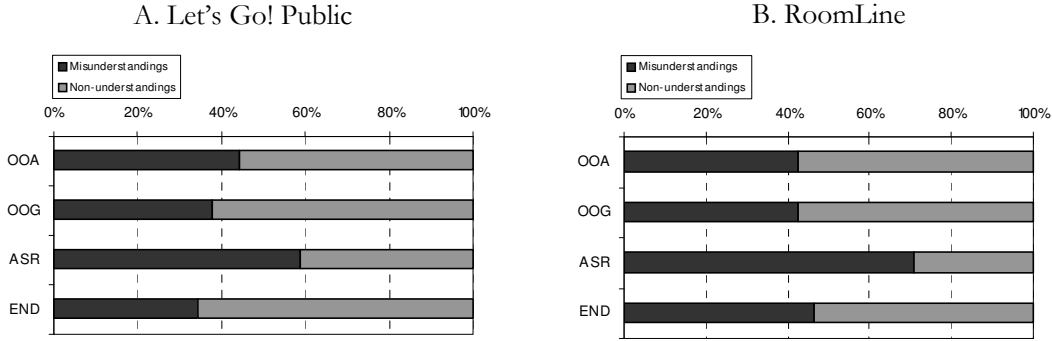 A. Let's Go! Public
Misunderstandings
Non-understandings
0% 20% 40% 60% 80% 100%
OOA
OOG
ASR
END
B. RoomLine
Misunderstandings
Non-understandings
0% 20% 40% 60% 80% 100%
OOA
OOG
ASR
END